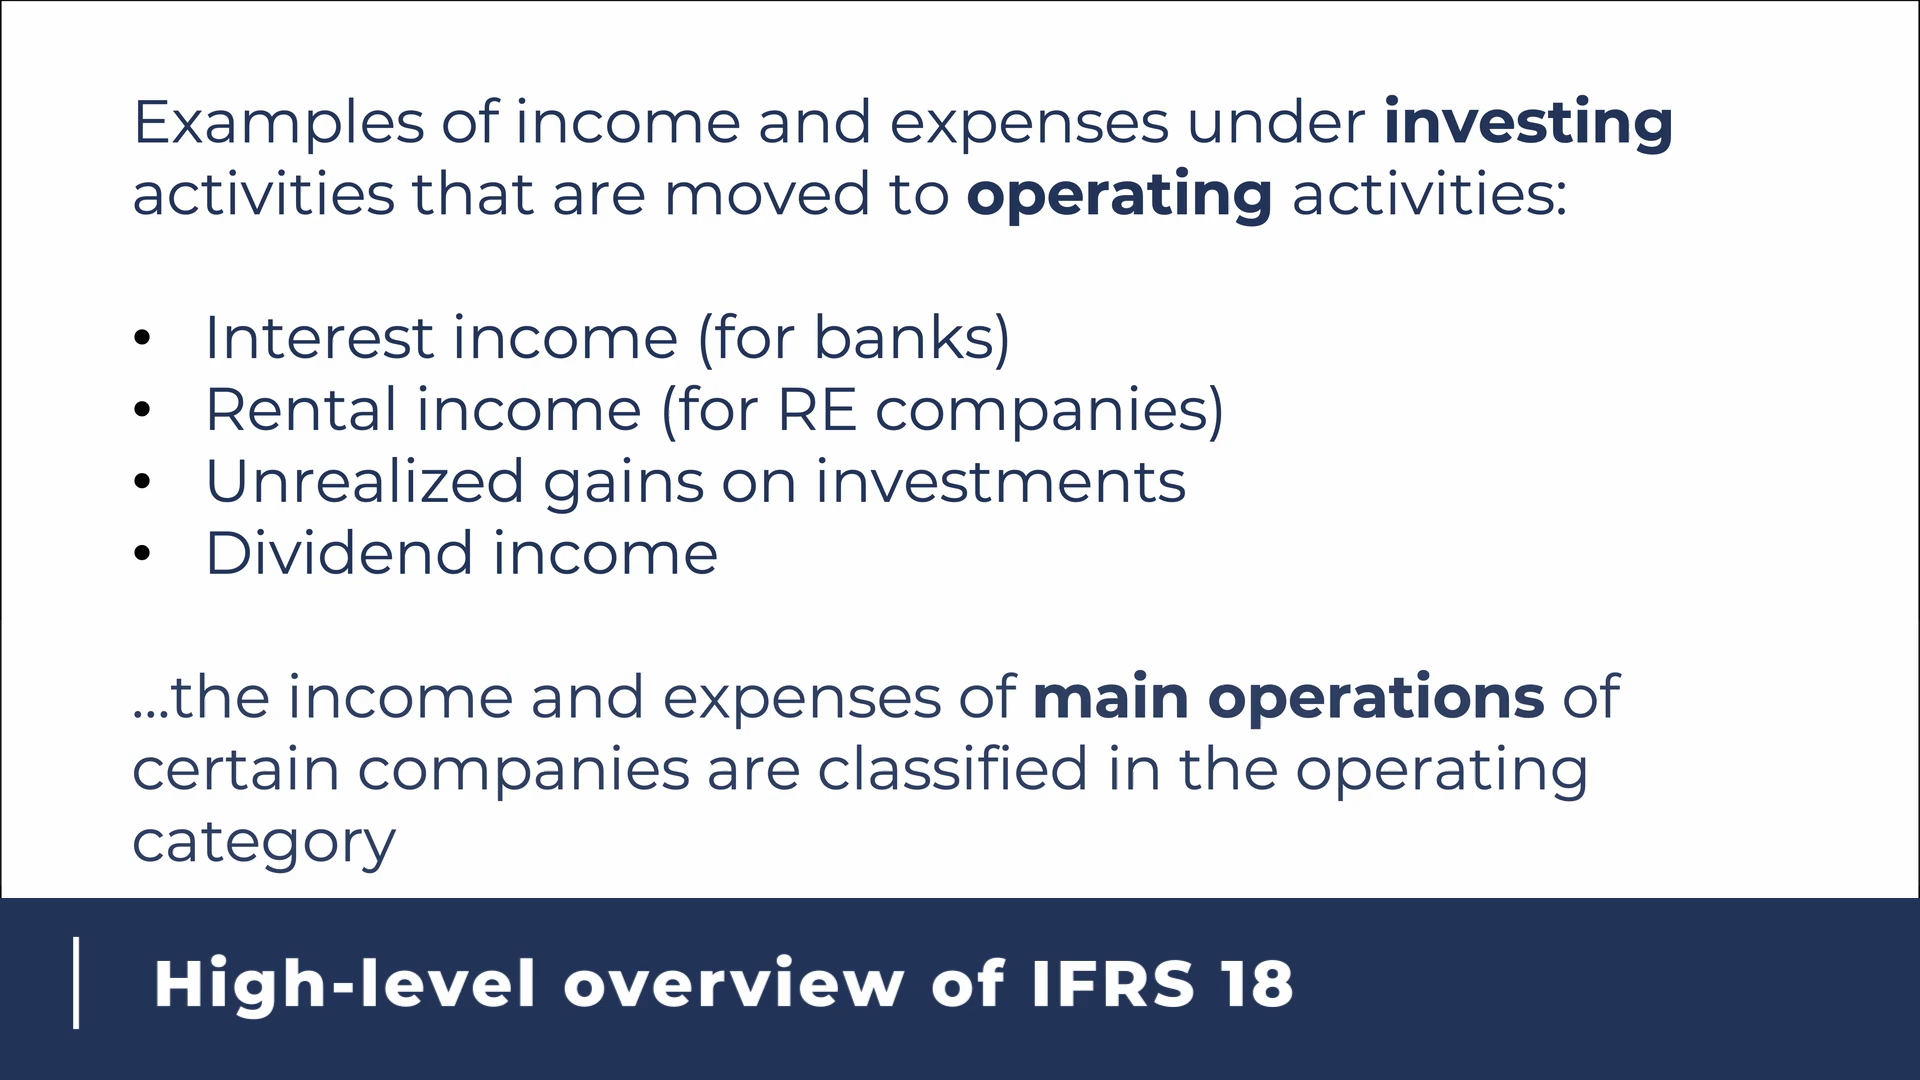 Examples of income and expenses under investing
activities that are moved to operating activities:
• Interest income (for banks)
• Rental income (for RE companies)
• Unrealized gains on investments
• Dividend income
...the income and expenses of main operations of
certain companies are classified in the operating
category
High-level overview of IFRS 18